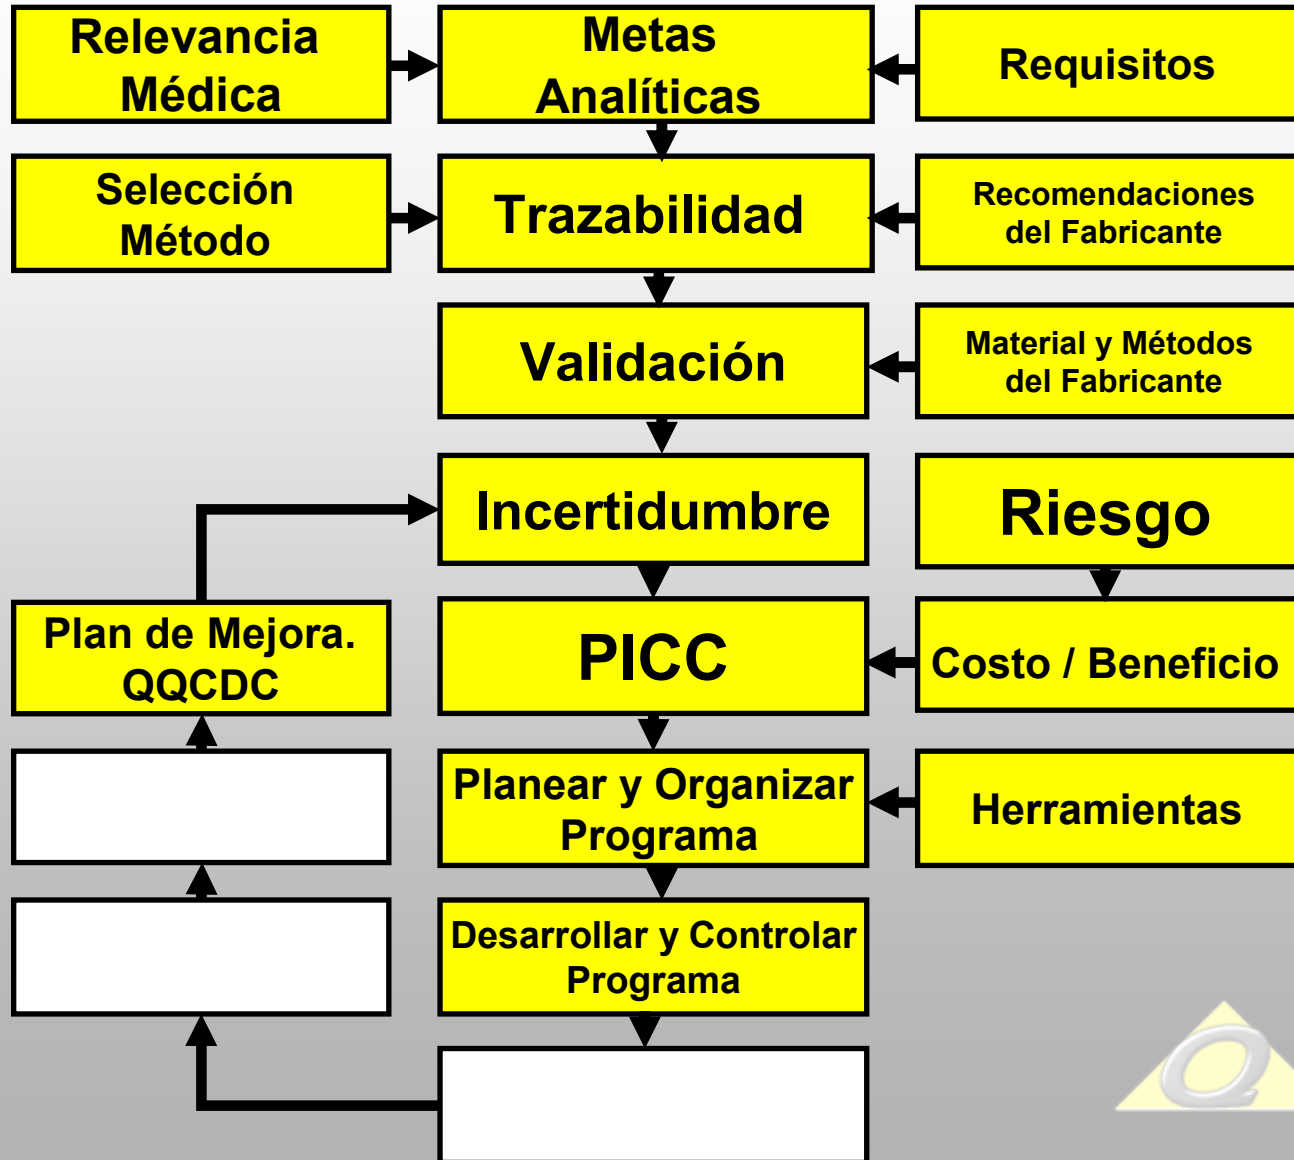 Relevancia
Médica
Metas
Analíticas
Requisitos
Selección
Método
Trazabilidad
Recomendaciones
del Fabricante
Validación
Material y Métodos
del Fabricante
Incertidumbre
Riesgo
Plan de Mejora.
QQCDC
PICC
Costo / Beneficio
Planear y Organizar
Programa
Herramientas
Desarrollar y Controlar
Programa
Q